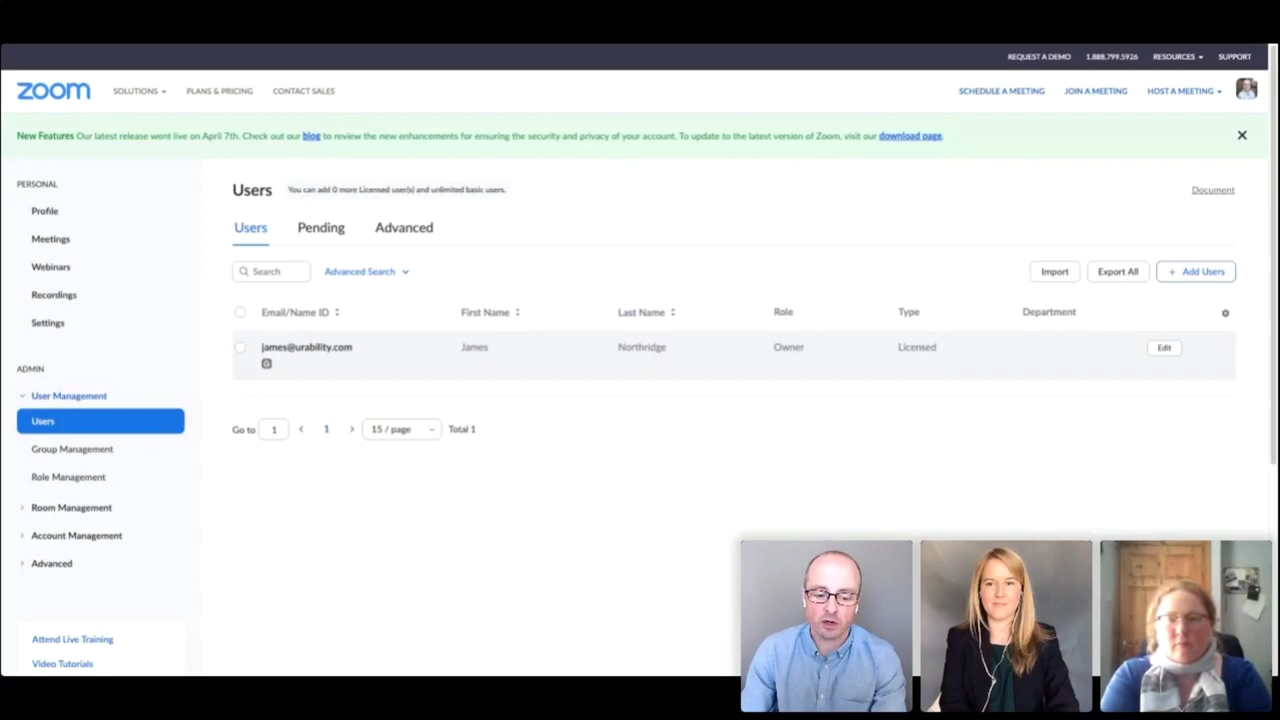 REQUEST A DEMO 1.888.799.5926 RESOURCES SUPPORT
zoom SOLUTIONS PLANS & PRICING CONTACT SALES SCHEDULE A MEETING JOIN A MEETING HOST A MEETING
New Features Our latest release went live on April 7th. Check out our blog to review the new enhancements for ensuring the security and privacy of your account. To update to the latest version of Zoom, visit our download page.
PERSONAL
Profile
Meetings
Webinars
Recordings
Settings
ADMIN
User Management
Users
Group Management
Role Management
Room Management
Account Management
Advanced
Attend Live Training
Video Tutorials
Users You can add 0 more Licensed user(s) and unlimited basic users. Document
Users Pending Advanced
Search Advanced Search Import Export All + Add Users
Email/Name ID First Name Last Name Role Type Department
james@urability.com James Northridge Owner Licensed Edit
Go to 1 < 1 > 15 / page Total 1